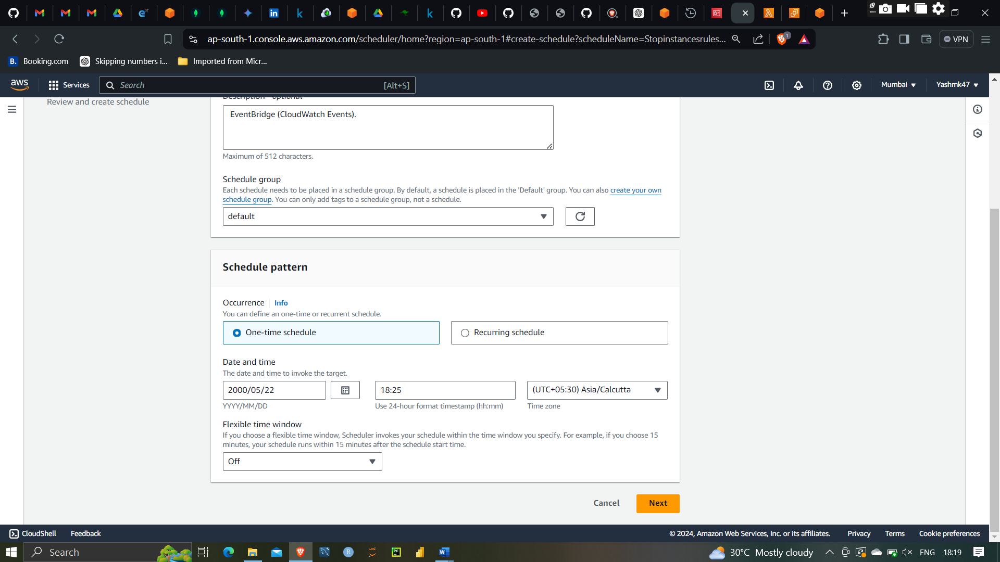 ap-south-1.console.aws.amazon.com/scheduler/home?region=ap-south-1#create-schedule?scheduleName=Stopinstancesrules...
1
VPN
B. Booking.com
Skipping numbers i...
Imported from Micr...
aws
Services
Search
[Alt+S]
Mumbai
Yashmk47
Review and create schedule
Description - optional
EventBridge (CloudWatch Events).
Maximum of 512 characters.
Schedule group
Each schedule needs to be placed in a schedule group. By default, a schedule is placed in the 'Default' group. You can also create your own
schedule group. You can only add tags to a schedule group, not a schedule.
default
Schedule pattern
Occurrence Info
You can define an one-time or recurrent schedule.
One-time schedule
Recurring schedule
Date and time
The date and time to invoke the target.
2000/05/22
18:25
(UTC+05:30) Asia/Calcutta
YYYY/MM/DD
Use 24-hour format timestamp (hh:mm)
Time zone
Flexible time window
If you choose a flexible time window, Scheduler invokes your schedule within the time window you specify. For example, if you choose 15
minutes, your schedule runs within 15 minutes after the schedule start time.
Off
Cancel
Next
CloudShell
Feedback
© 2024, Amazon Web Services, Inc. or its affiliates.
Privacy
Terms
Cookie preferences
Search
30°C Mostly cloudy
ENG
18:19